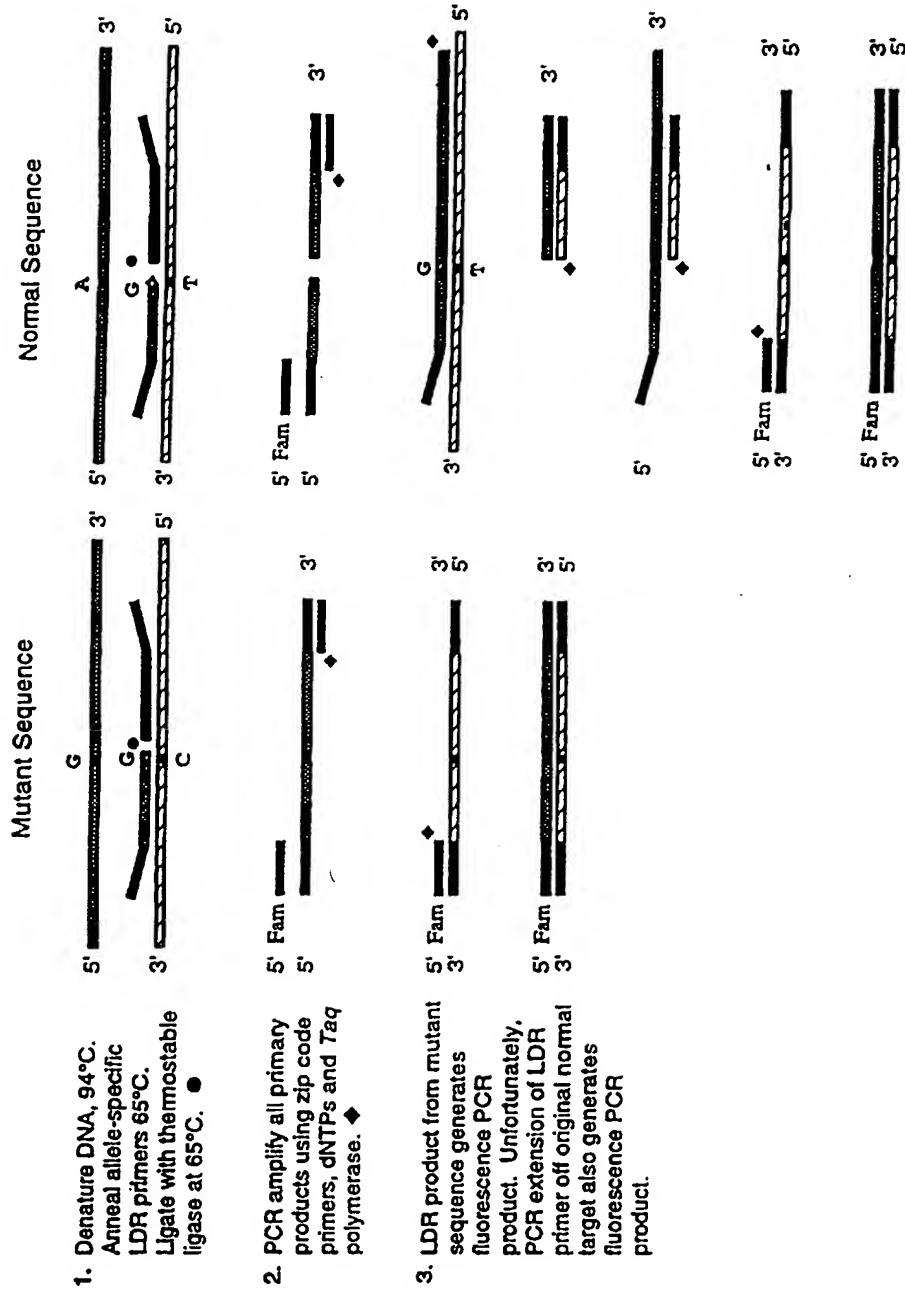 Mutant Sequence
Normal Sequence
1. Denature DNA, 94°C.
Anneal allele-specific
LDR primers 65°C.
Ligate with thermostable
ligase at 65°C. ●
5' G 3'
G
3' C 5'
5' A 3'
G
3' T 5'
2. PCR amplify all primary
products using zip code
primers, dNTPs and Taq
polymerase. ◆
5' Fam
5' 3'
5' Fam
5' 3'
G
3' T 5'
3'
5' 3'
3. LDR product from mutant
sequence generates
fluorescence PCR
product. Unfortunately,
PCR extension of LDR
primer off original normal
target also generates
fluorescence PCR
product.
5' Fam 3'
3' 5'
5' Fam 3'
3' 5'
5' Fam 3'
3' 5'
5' Fam 3'
3' 5'